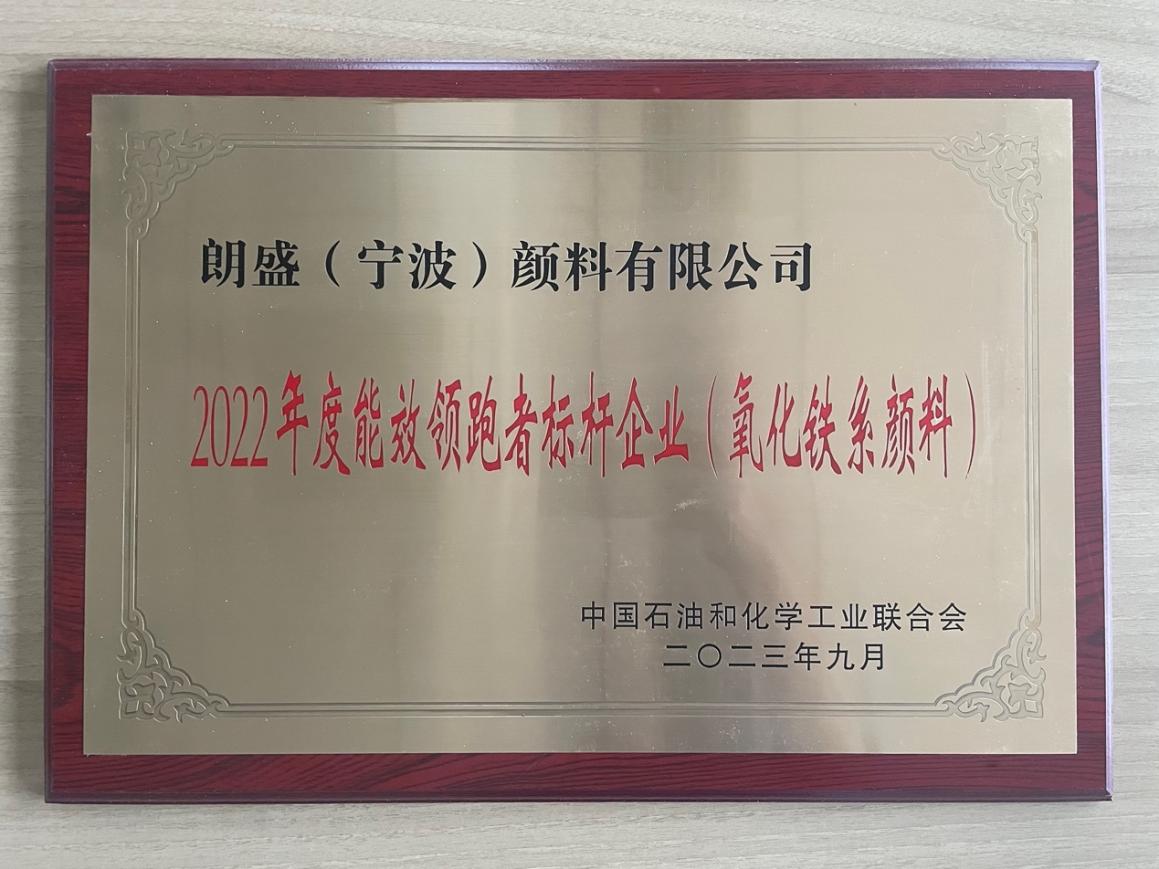 朗盛（宁波）颜料有限公司
2022年度能效领跑者标杆企业（氧化铁系颜料）
中国石油和化学工业联合会
二〇二三年九月